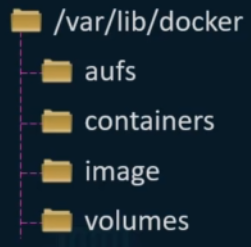 /var/lib/docker
aufs
containers
image
volumes